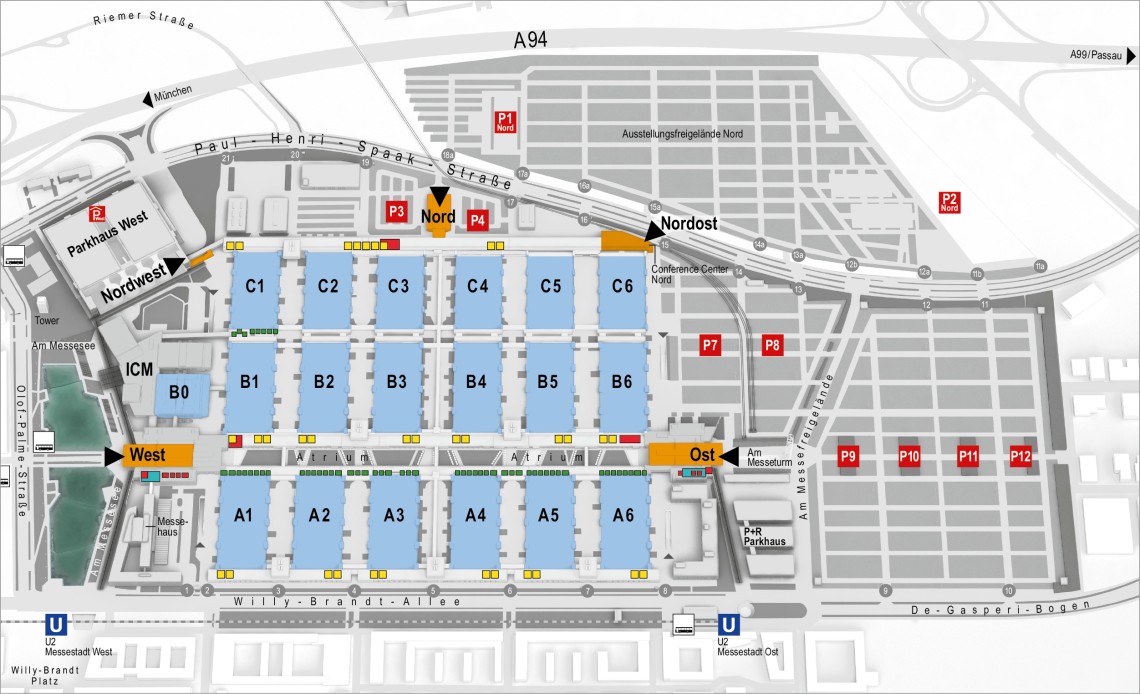 Riemer Straße
A94
A99/Passau
München
P1
Nord
Ausstellungsfreigelände Nord
Paul-Henri-Spaak-Straße
21
20
19
18a
17a
17
16a
16
15a
15
14a
14
13a
13
12b
12a
12
11b
11
11a
P2
Nord
P
Parkhaus West
P3
Nord
P4
Nordost
Nordwest
Conference Center
Nord
C1
C2
C3
C4
C5
C6
Tower
Am Messesee
P7
P8
ICM
B0
B1
B2
B3
B4
B5
B6
Olof-Palme-Straße
Am Messefreigelände
West
Atrium
Atrium
Ost
Am
Messeturm
P9
P10
P11
P12
Am Messesee
Messe-
haus
A1
A2
A3
A4
A5
A6
P+R
Parkhaus
1
2
3
4
5
6
7
8
9
10
Willy-Brandt-Allee
De-Gasperi-Bogen
U
U2
Messestadt West
U
U2
Messestadt Ost
Willy-Brandt
Platz